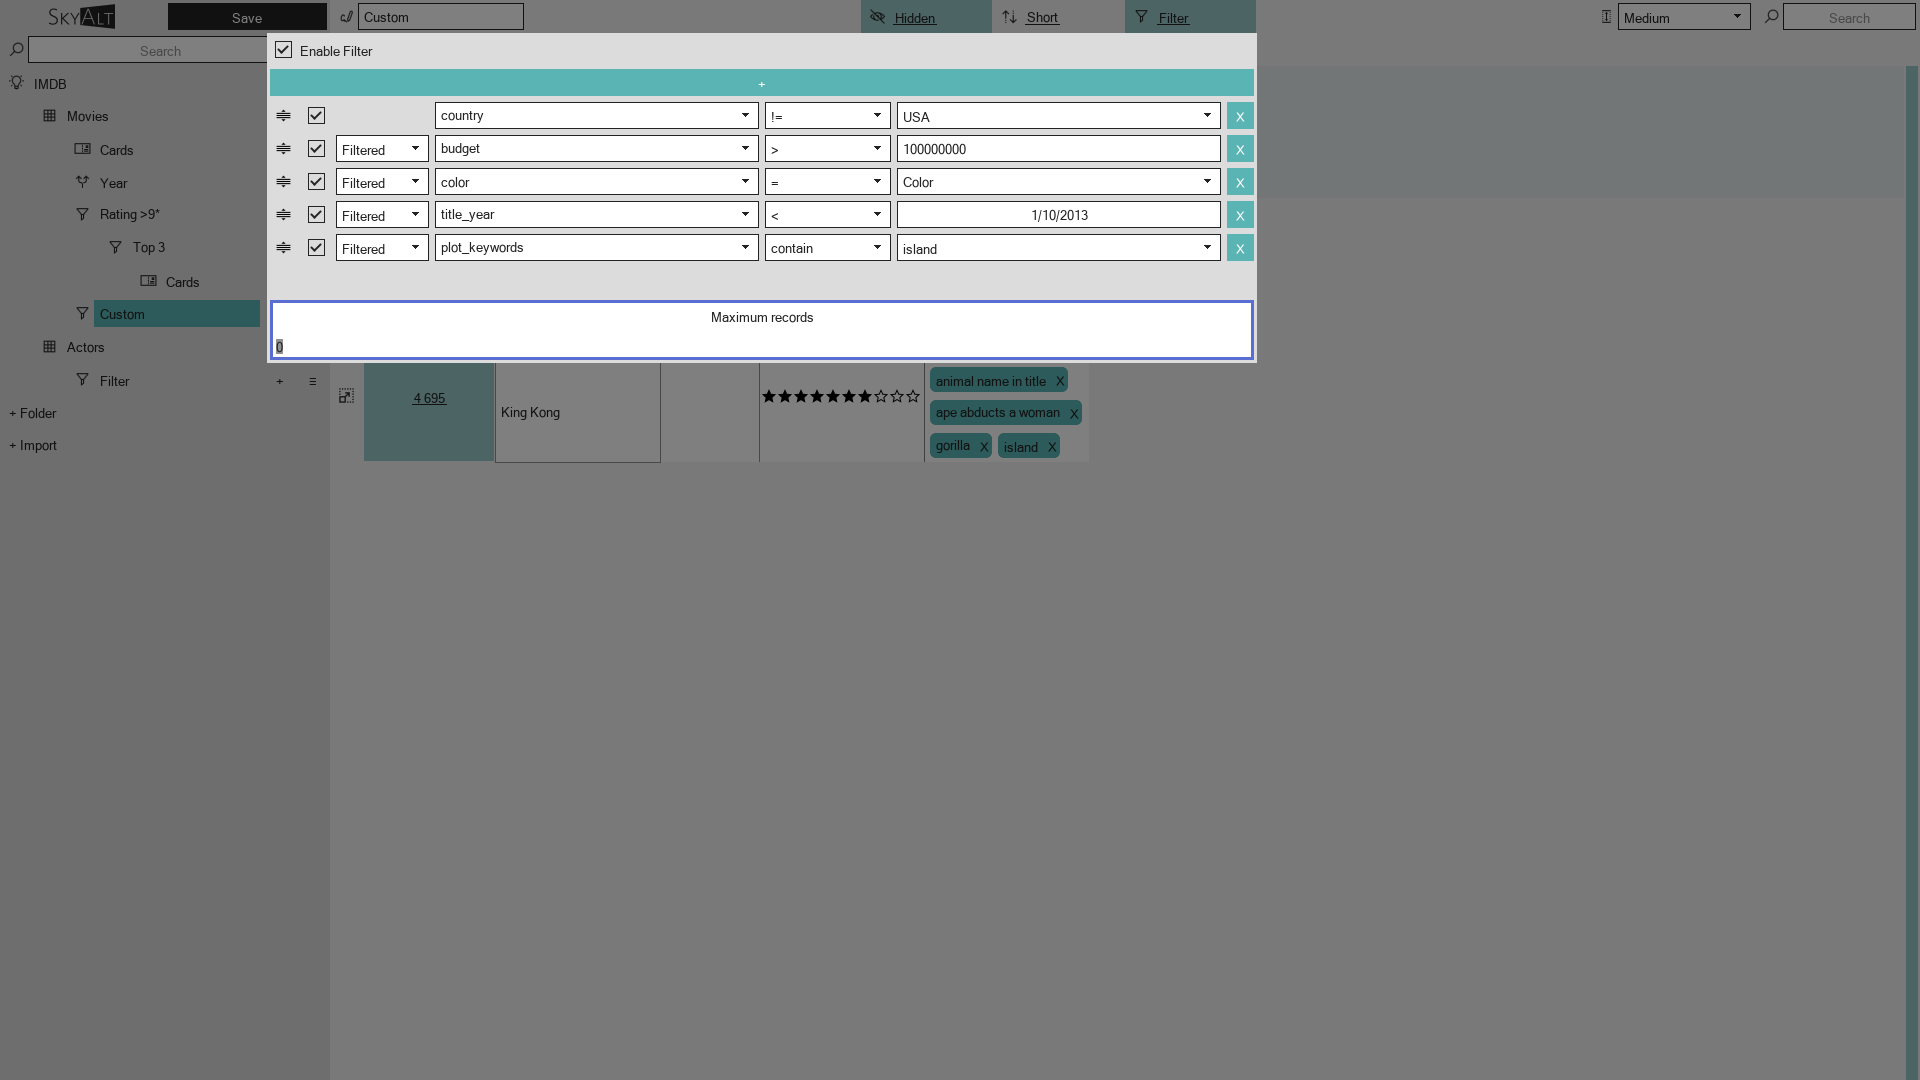 SKYALT Save Custom Hidden Short Filter Medium Search
Search
Enable Filter
+
IMDB
Movies
country != USA X
Cards
Filtered budget > 100000000 X
Year
Filtered color = Color X
Rating >9*
Filtered title_year < 1/10/2013 X
Top 3
Filtered plot_keywords contain island X
Cards
Custom
Maximum records
0
Actors
Filter + =
+ Folder
+ Import
4 695 King Kong
animal name in title X
ape abducts a woman X
gorilla X island X